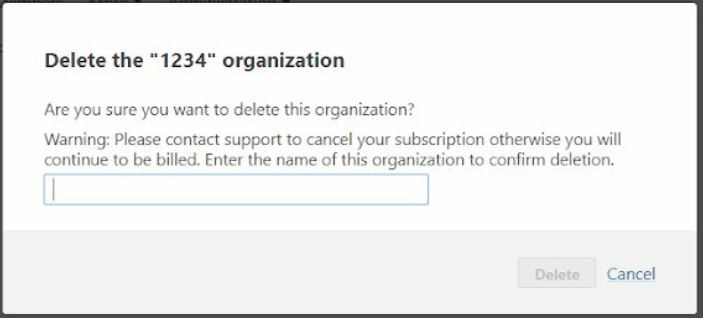 Delete the "1234" organization
Are you sure you want to delete this organization?
Warning: Please contact support to cancel your subscription otherwise you will
continue to be billed. Enter the name of this organization to confirm deletion.
Delete
Cancel